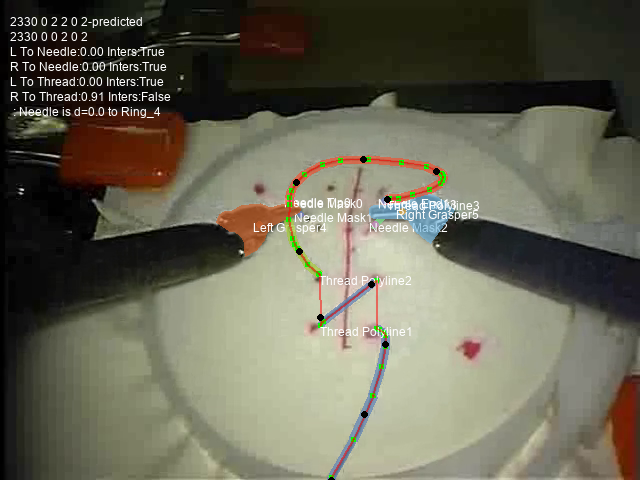 2330 0 2 2 0 2-predicted
2330 0 0 2 0 2
L To Needle:0.00 Inters:True
R To Needle:0.00 Inters:True
L To Thread:0.00 Inters:True
R To Thread:0.91 Inters:False
: Needle is d=0.0 to Ring_4
Thread Polyline3
Right Grasper5
Needle Mask1
Left Grasper4
Needle Mask2
Thread Polyline2
Thread Polyline1